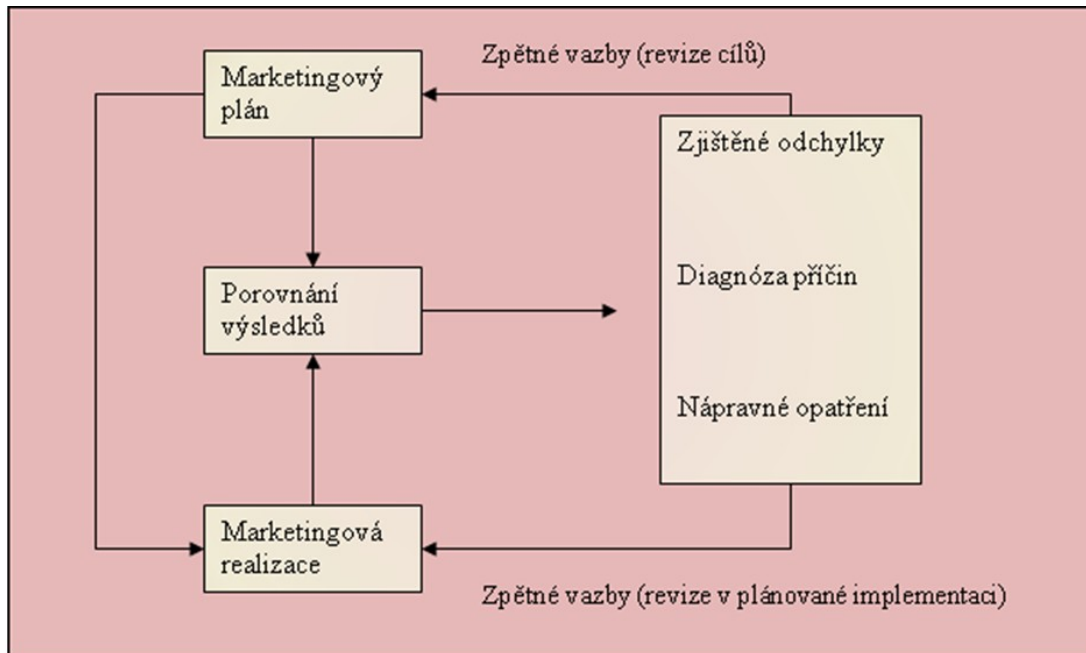 Zpětné vazby (revize cílů)
Marketingový
plán
Zjištěné odchylky
Diagnóza příčin
Porovnání
výsledků
Nápravné opatření
Marketingová
realizace
Zpětné vazby (revize v plánované implementaci)